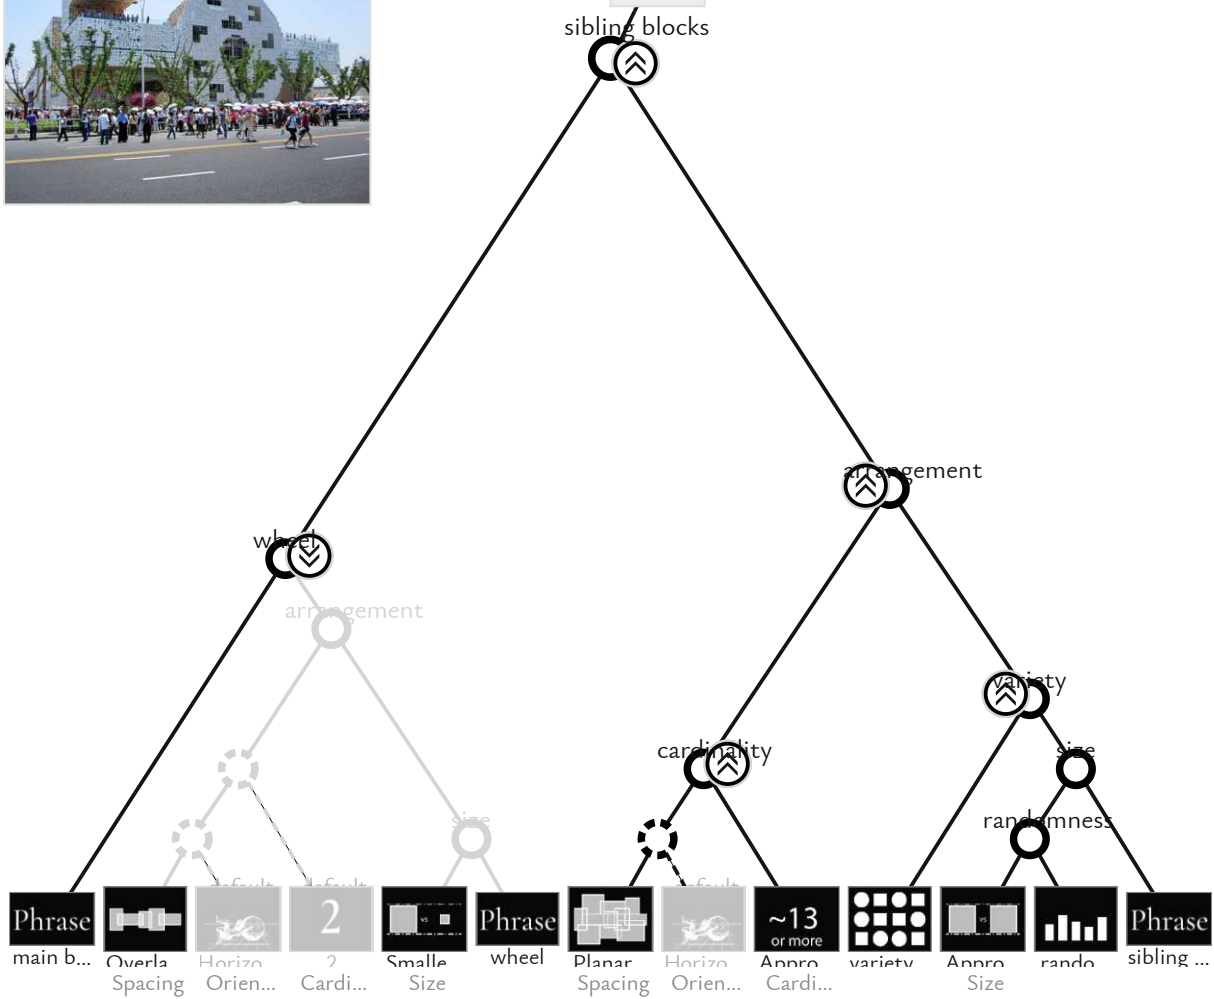 sibling blocks
arrangement
wheel
arrangement
variety
cardinality
size
size
randomness
default
default
default
Phrase
2
vs
Phrase
~13
or more
vs
Phrase
main b...
Overla
Horizo
2
Smalle
wheel
Planar
Horizo
Appro
variety
Appro
rando
sibling ...
Spacing
Orien...
Cardi...
Size
Spacing
Orien...
Cardi...
Size